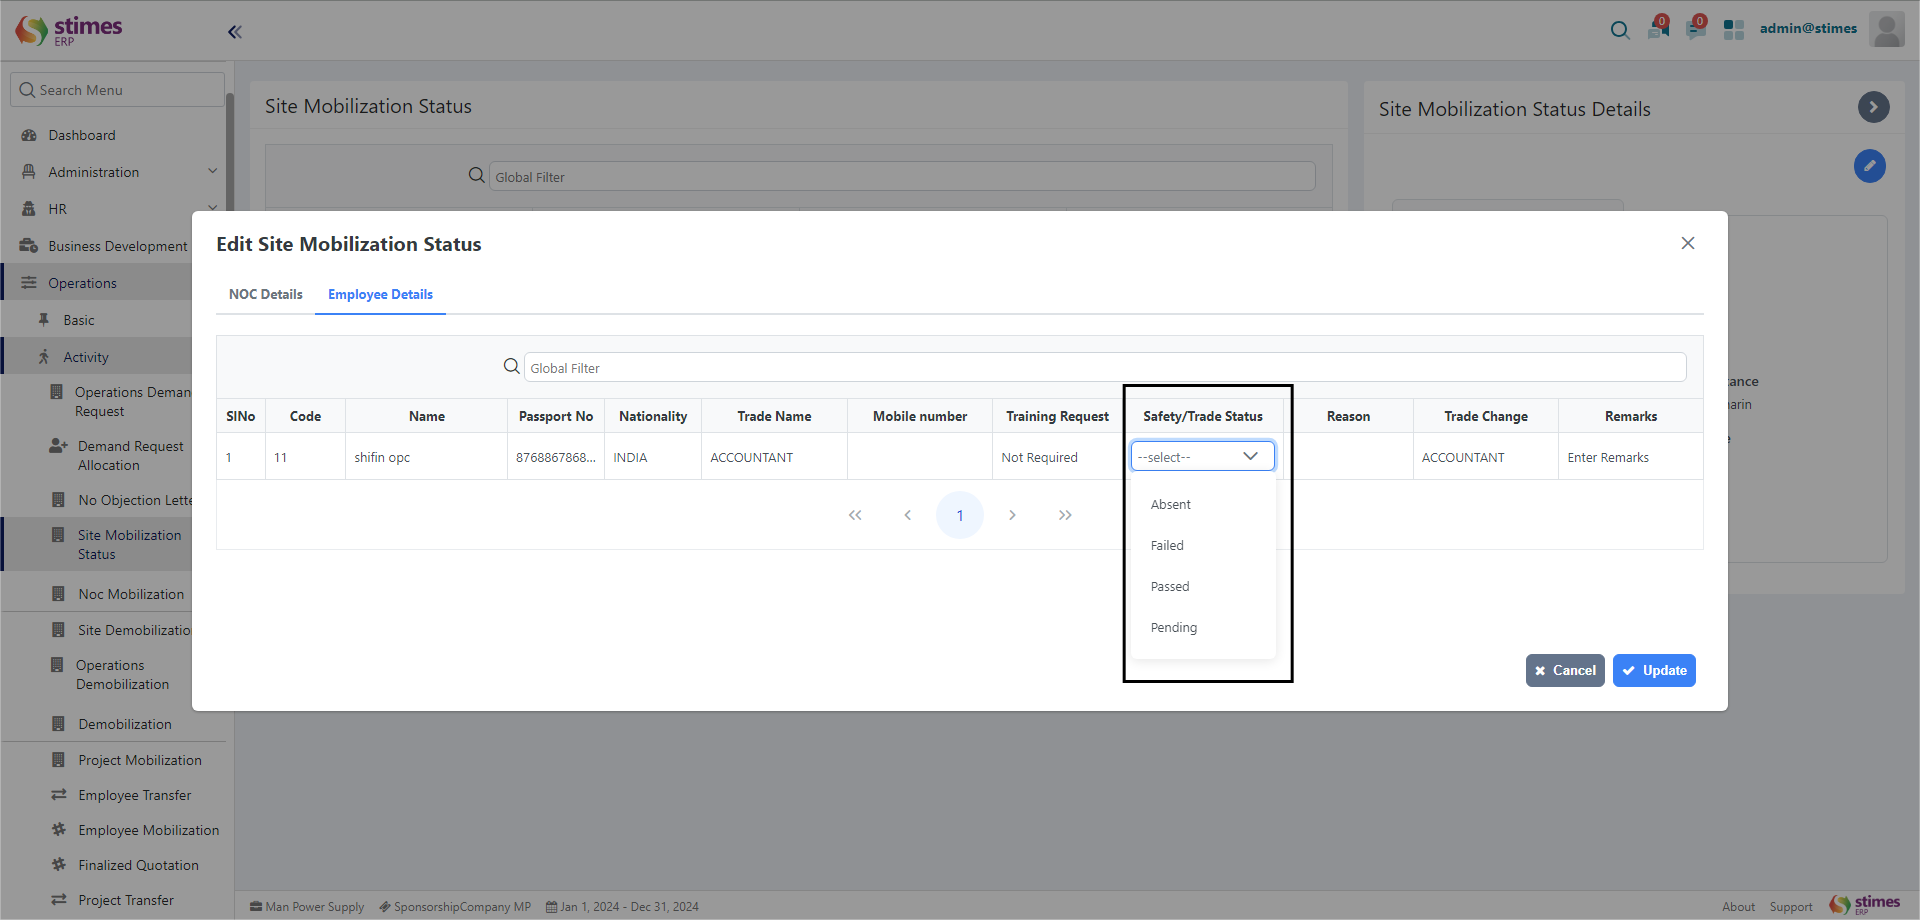 stimes
ERP
0
0
admin@stimes
Search Menu
Dashboard
Administration
HR
Business Development
Operations
Basic
Activity
Operations Deman
Request
Demand Request
Allocation
No Objection Lette
Site Mobilization
Status
Noc Mobilization
Site Demobilizatio
Operations
Demobilization
Demobilization
Project Mobilization
Employee Transfer
Employee Mobilization
Finalized Quotation
Project Transfer
Site Mobilization Status
Global Filter
Site Mobilization Status Details
ance
arin
e
Edit Site Mobilization Status
NOC Details Employee Details
Global Filter
SlNo Code Name Passport No Nationality Trade Name Mobile number Training Request Safety/Trade Status Reason Trade Change Remarks
1 11 shifin opc 8768867868... INDIA ACCOUNTANT Not Required --select-- ACCOUNTANT Enter Remarks
1
Absent
Failed
Passed
Pending
Cancel Update
Man Power Supply SponsorshipCompany MP Jan 1, 2024 - Dec 31, 2024
About Support stimes
ERP